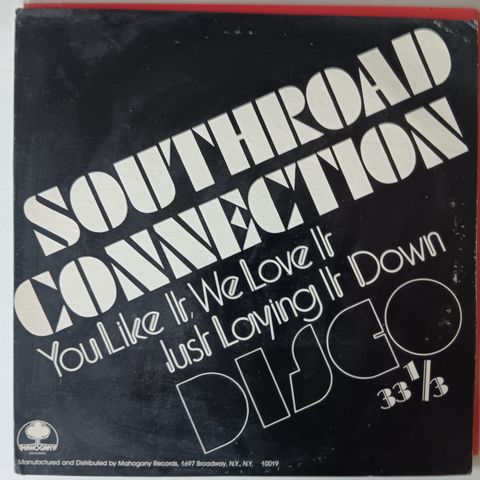 SOUTHROAD
CONNECTION
You Like It, We Love It
Just Laying It Down
DISCO
33 1/3
MAHOGANY
RECORDS
Manufactured and Distributed by Mahogany Records, 1697 Broadway, N.Y., N.Y. 10019